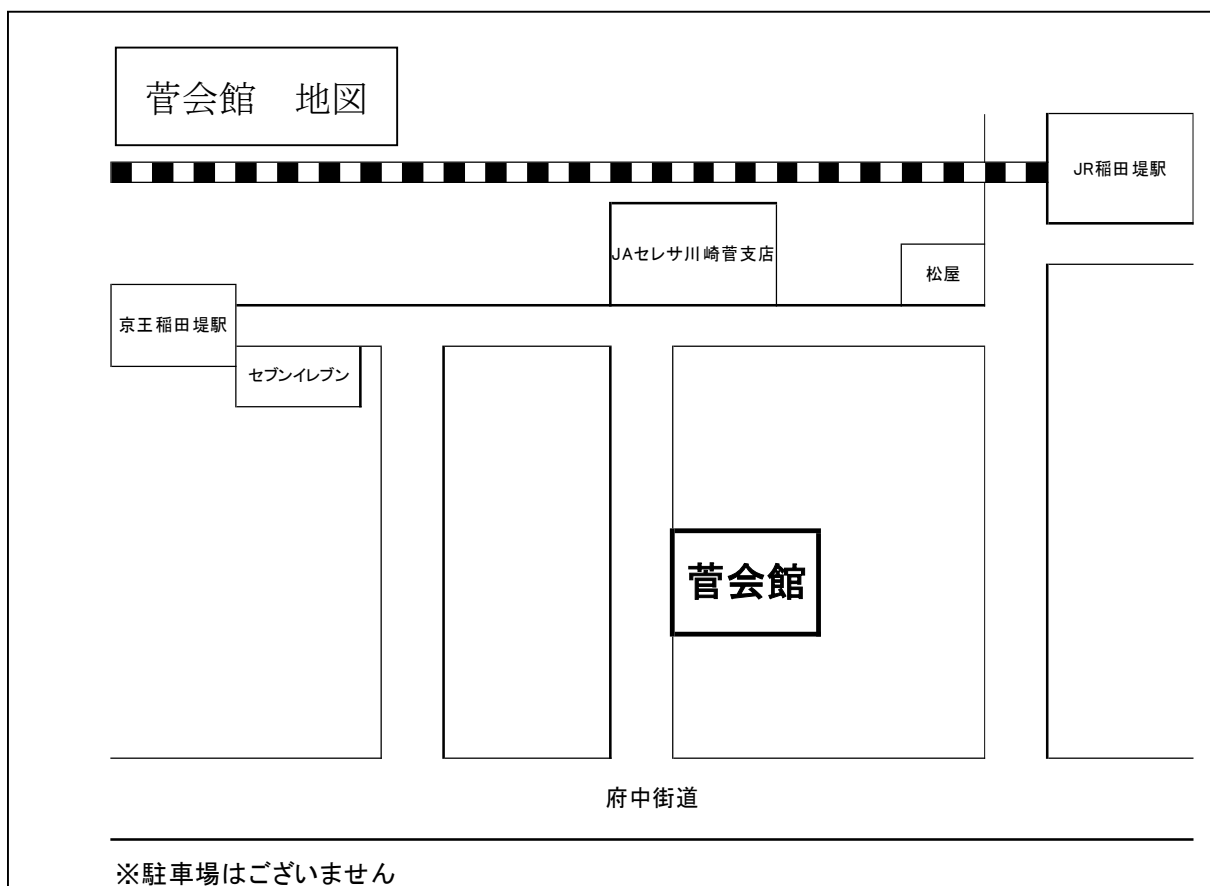 菅会館　地図
JR稲田堤駅
JAセレサ川崎菅支店
松屋
京王稲田堤駅
セブンイレブン
菅会館
府中街道
※駐車場はございません